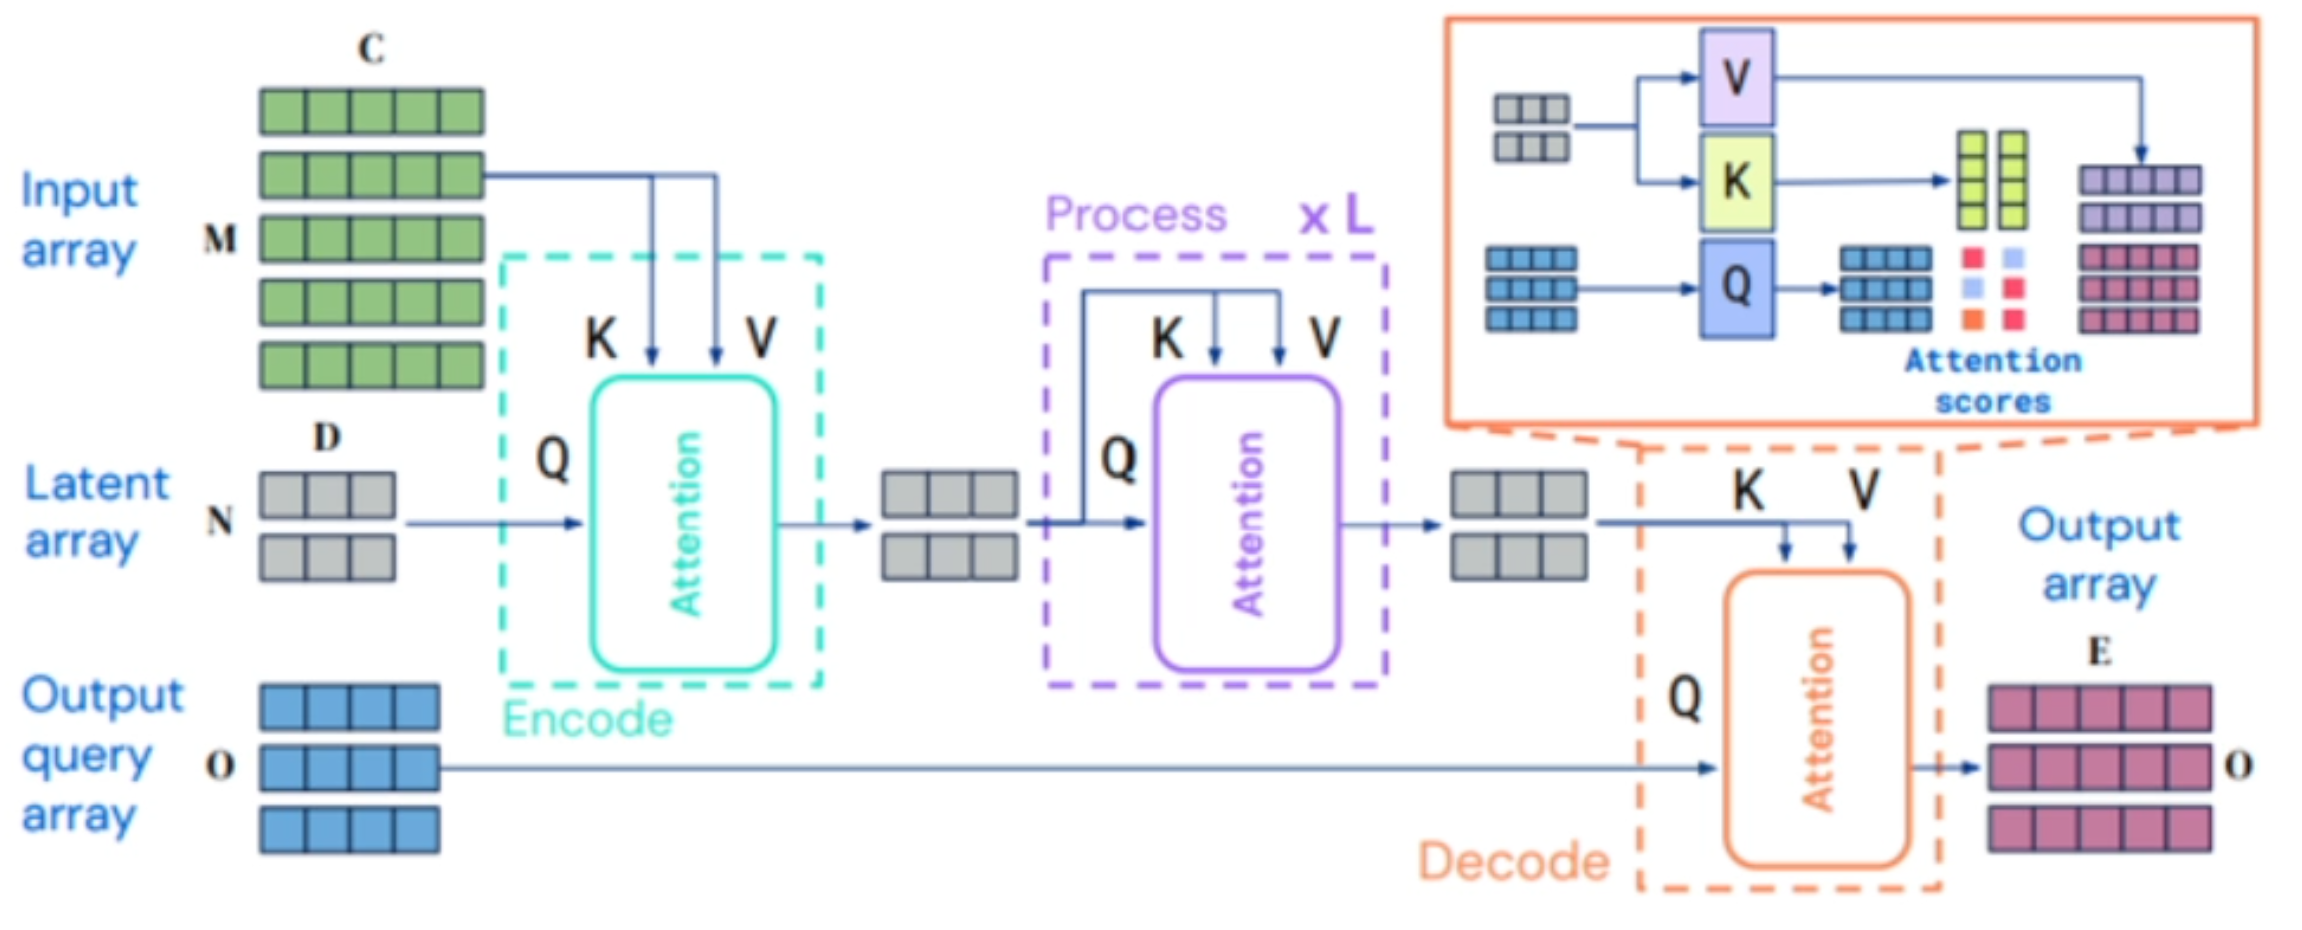 C
Input
array
M
D
Latent
array
N
Output
query
array
O
K
V
Q
Attention
Encode
Process x L
K
V
Q
Attention
V
K
Q
Attention
scores
K
V
Q
Attention
Decode
Output
array
E
O